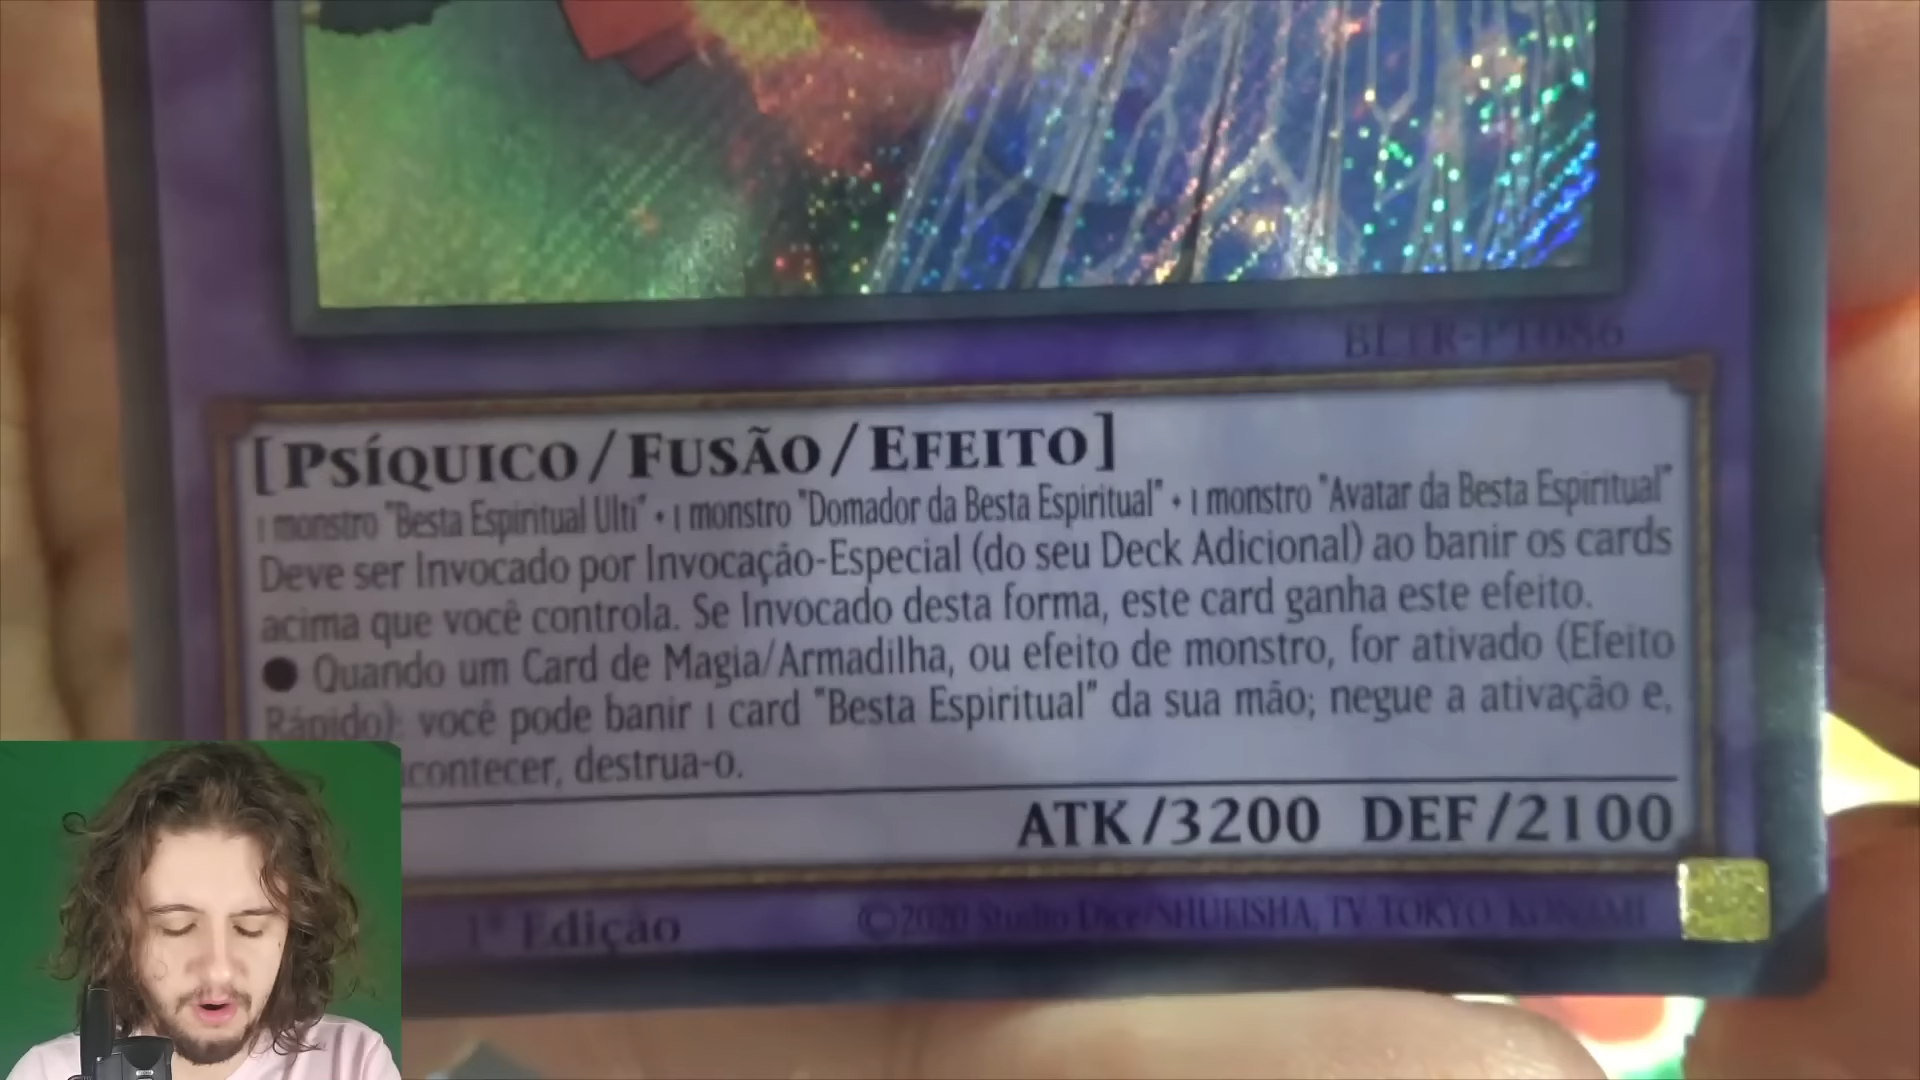 BLTR-PT086
[PSÍQUICO/FUSÃO/EFEITO]
1 monstro "Besta Espiritual Ulti" + 1 monstro "Domador da Besta Espiritual" + 1 monstro "Avatar da Besta Espiritual"
Deve ser Invocado por Invocação-Especial (do seu Deck Adicional) ao banir os cards
acima que você controla. Se Invocado desta forma, este card ganha este efeito.
● Quando um Card de Magia/Armadilha, ou efeito de monstro, for ativado (Efeito
Rápido): você pode banir 1 card "Besta Espiritual" da sua mão; negue a ativação e,
acontecer, destrua-o.
ATK/3200 DEF/2100
1ª Edição
©2020 Studio Dice/SHUEISHA, TV TOKYO, KONAMI